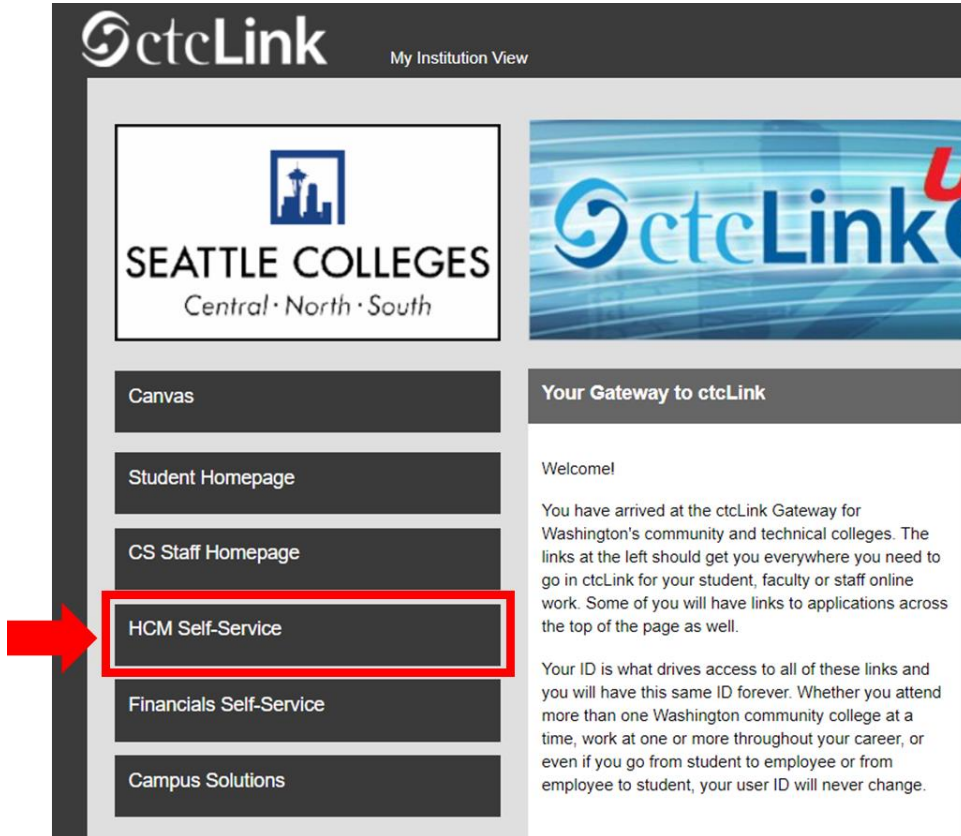 ctcLink
My Institution View
SEATTLE COLLEGES
Central · North · South
ctcLink
Canvas
Student Homepage
CS Staff Homepage
HCM Self-Service
Financials Self-Service
Campus Solutions
Your Gateway to ctcLink
Welcome!
You have arrived at the ctcLink Gateway for
Washington's community and technical colleges. The
links at the left should get you everywhere you need to
go in ctcLink for your student, faculty or staff online
work. Some of you will have links to applications across
the top of the page as well.
Your ID is what drives access to all of these links and
you will have this same ID forever. Whether you attend
more than one Washington community college at a
time, work at one or more throughout your career, or
even if you go from student to employee or from
employee to student, your user ID will never change.